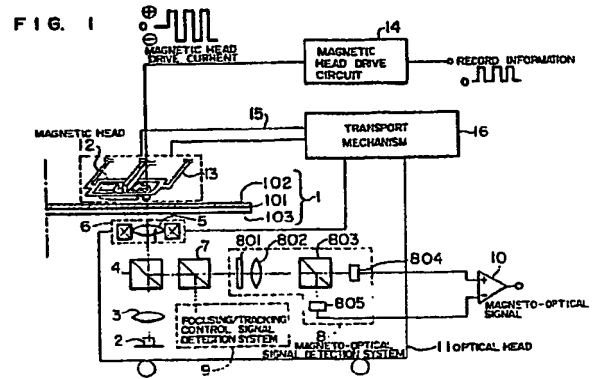 FIG. 1
⊕
⊖
MAGNETIC HEAD
DRIVE CURRENT
14
MAGNETIC
HEAD DRIVE
CIRCUIT
RECORD INFORMATION
15
TRANSPORT
MECHANISM
16
MAGNETIC HEAD
12
13
102
101
103
1
6
5
4
7
801
802
803
804
805
8
10
MAGNETO-OPTICAL
SIGNAL
3
2
FOCUSING/TRACKING
CONTROL SIGNAL
DETECTION SYSTEM
9
MAGNETO-OPTICAL
SIGNAL DETECTION SYSTEM
11 OPTICAL HEAD
+
−